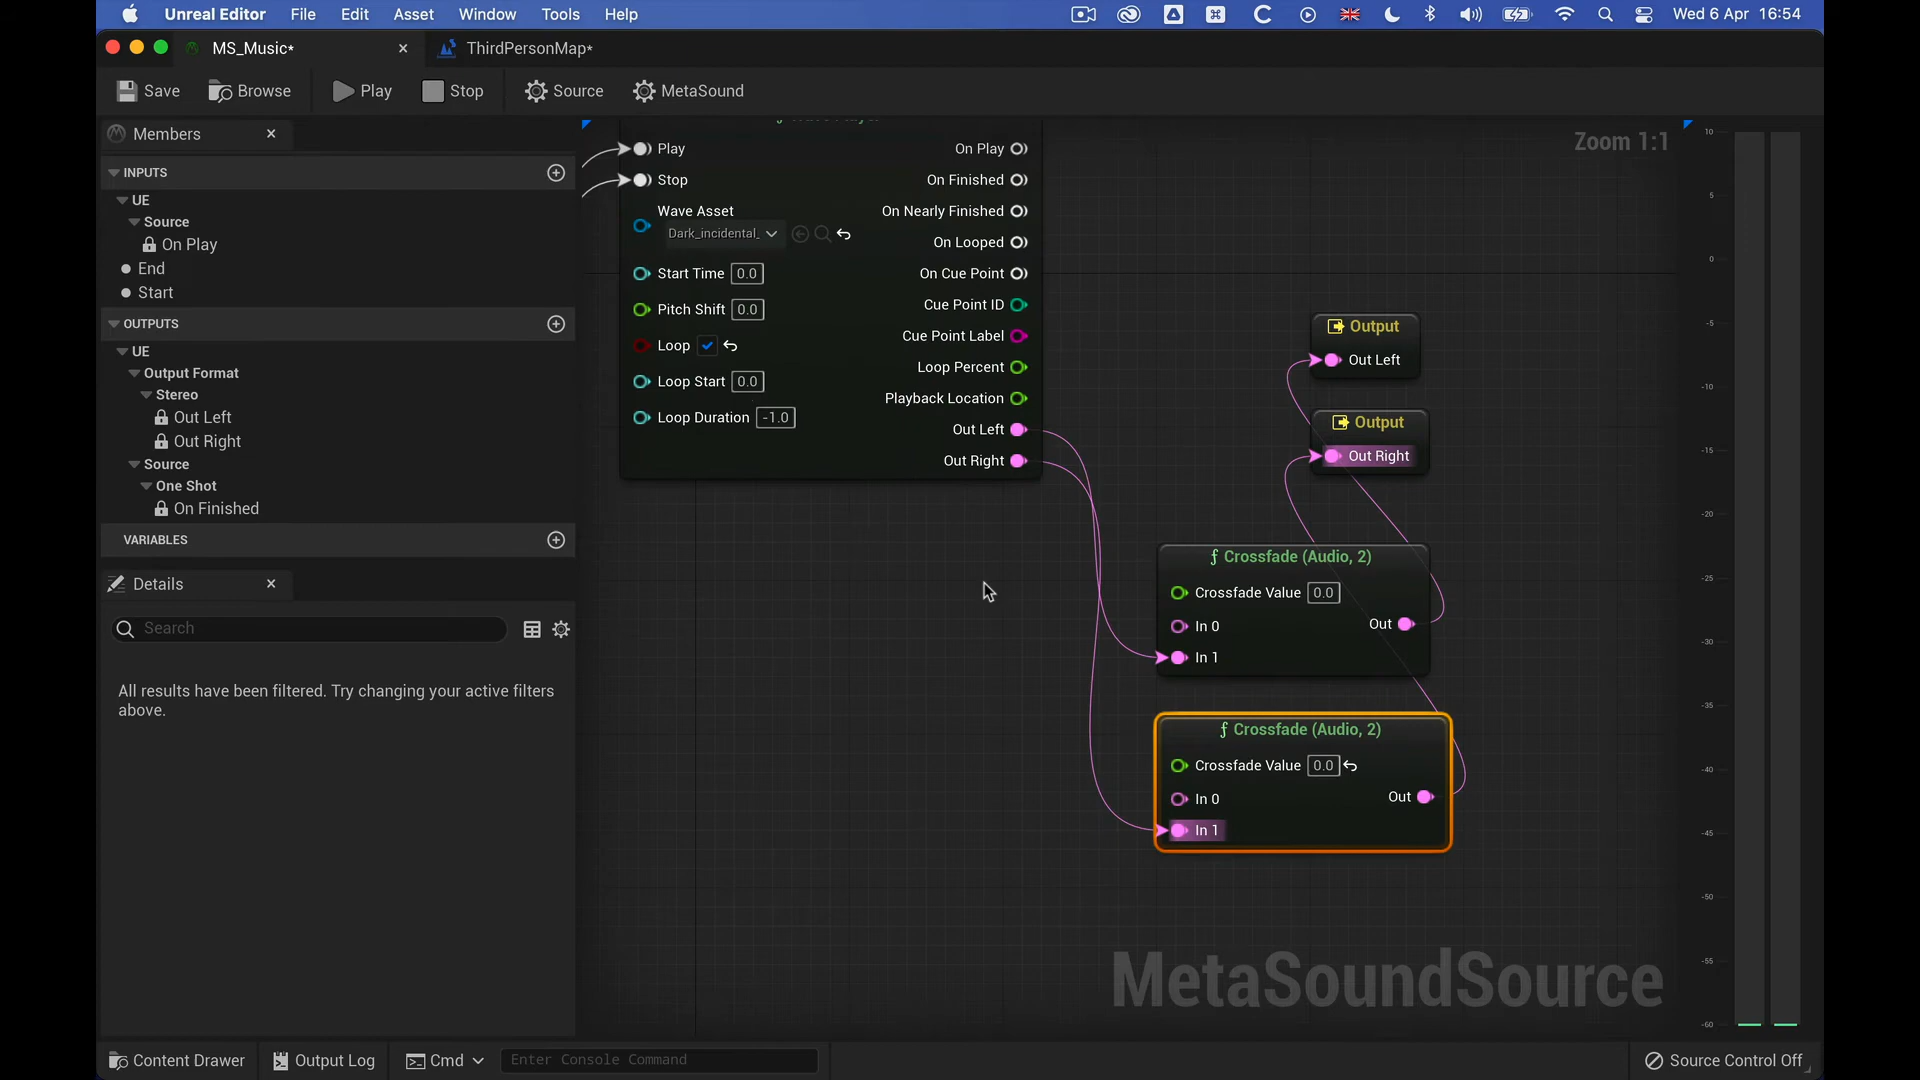 Unreal Editor File Edit Asset Window Tools Help Wed 6 Apr 16:54
MS_Music* ThirdPersonMap*
Save Browse Play Stop Source MetaSound
Members
INPUTS
UE
Source
On Play
End
Start
OUTPUTS
UE
Output Format
Stereo
Out Left
Out Right
Source
One Shot
On Finished
VARIABLES
Details
Search
All results have been filtered. Try changing your active filters
above.
Zoom 1:1
Play On Play
Stop On Finished
Wave Asset On Nearly Finished
Dark_incidental_
On Looped
Start Time 0.0 On Cue Point
Cue Point ID
Pitch Shift 0.0
Cue Point Label
Loop
Loop Percent
Loop Start 0.0
Playback Location
Loop Duration -1.0
Out Left
Out Right
Output
Out Left
Output
Out Right
Crossfade (Audio, 2)
Crossfade Value 0.0
In 0
Out
In 1
Crossfade (Audio, 2)
Crossfade Value 0.0
In 0
Out
In 1
MetaSoundSource
10
5
0
-5
-10
-15
-20
-25
-30
-35
-40
-45
-50
-55
-60
Content Drawer Output Log Cmd Enter Console Command Source Control Off